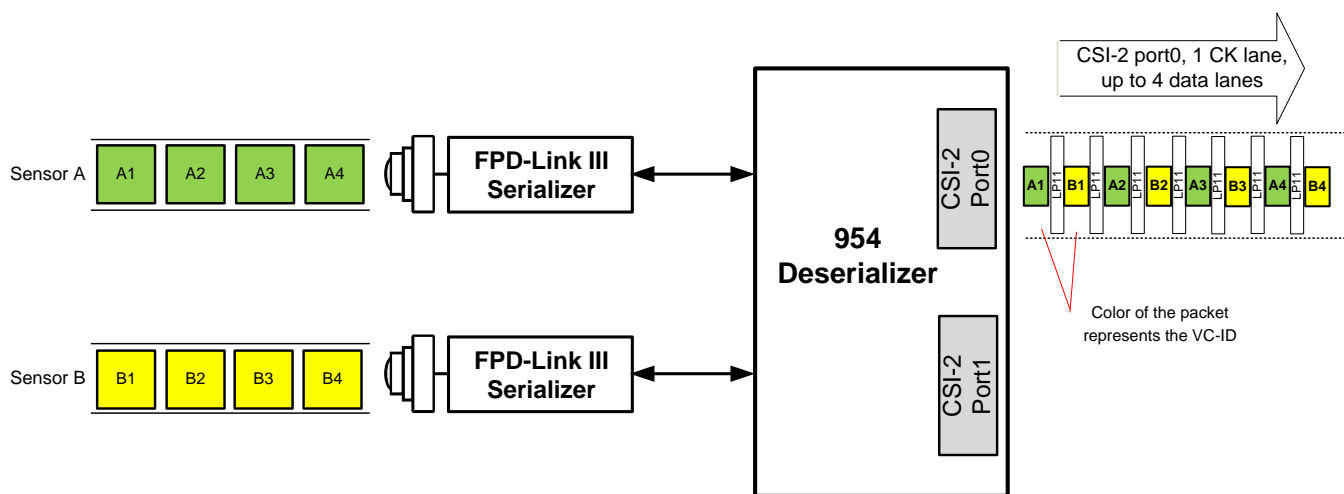 CSI-2 port0, 1 CK lane,
up to 4 data lanes
Sensor A
A1 A2 A3 A4
FPD-Link III
Serializer
CSI-2
Port0
A1 LP11 B1 LP11 A2 LP11 B2 LP11 A3 LP11 B3 LP11 A4 LP11 B4
954
Deserializer
Color of the packet
represents the VC-ID
Sensor B
B1 B2 B3 B4
FPD-Link III
Serializer
CSI-2
Port1